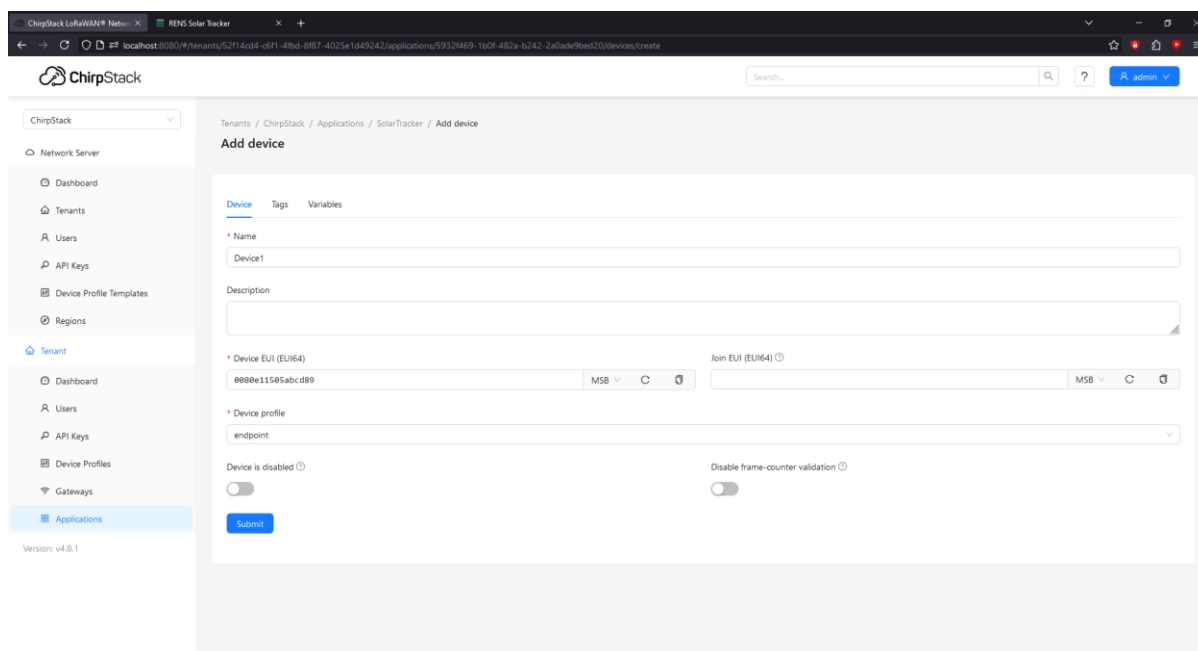 ChirpStack LoRaWAN® Networ
RENS Solar Tracker
localhost:8080/#/tenants/52f14cd4-c6f1-4fbd-8f87-4025e1d49242/applications/5932f469-1b0f-482a-b242-2a0ade9bed20/devices/create
ChirpStack
Search...
?
admin
ChirpStack
Network Server
Dashboard
Tenants
Users
API Keys
Device Profile Templates
Regions
Tenant
Dashboard
Users
API Keys
Device Profiles
Gateways
Applications
Version: v4.8.1
Tenants / ChirpStack / Applications / SolarTracker / Add device
Add device
Device Tags Variables
* Name
Device1
Description
* Device EUI (EUI64)
0080e11505abcd89 MSB
Join EUI (EUI64)
MSB
* Device profile
endpoint
Device is disabled
Disable frame-counter validation
Submit